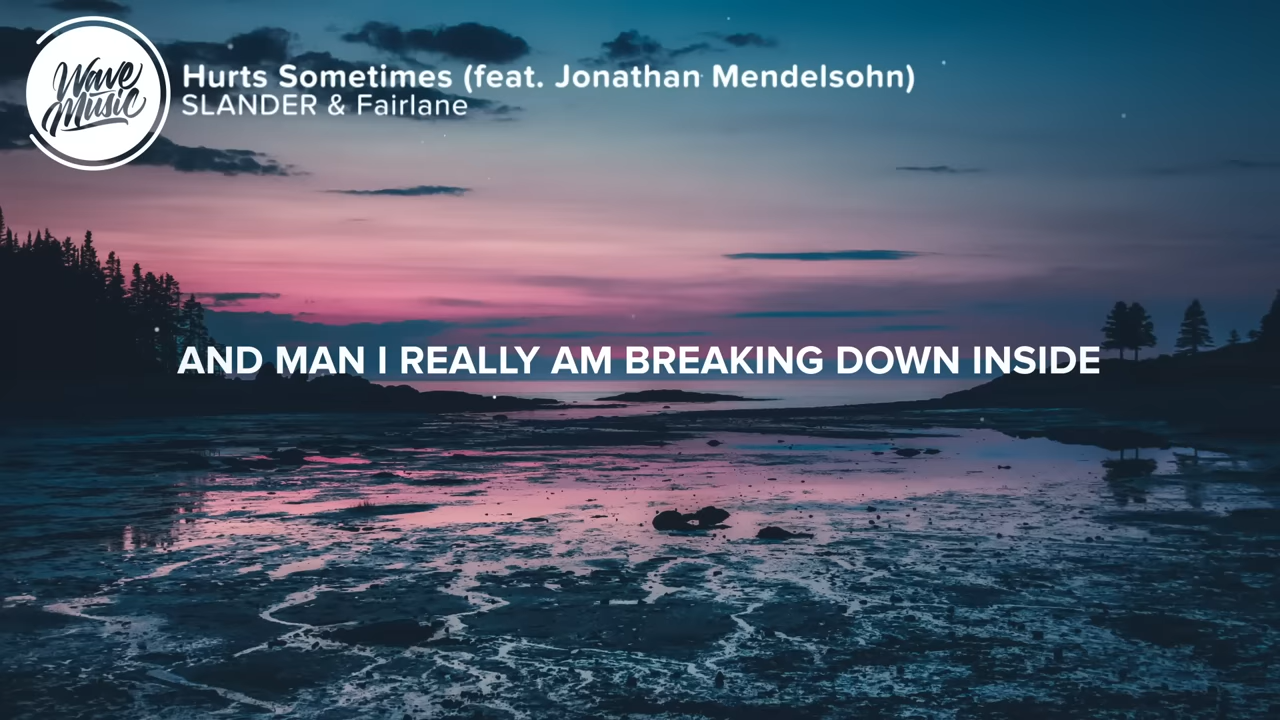 Wave
Music
Hurts Sometimes (feat. Jonathan Mendelsohn)
SLANDER & Fairlane
AND MAN I REALLY AM BREAKING DOWN INSIDE